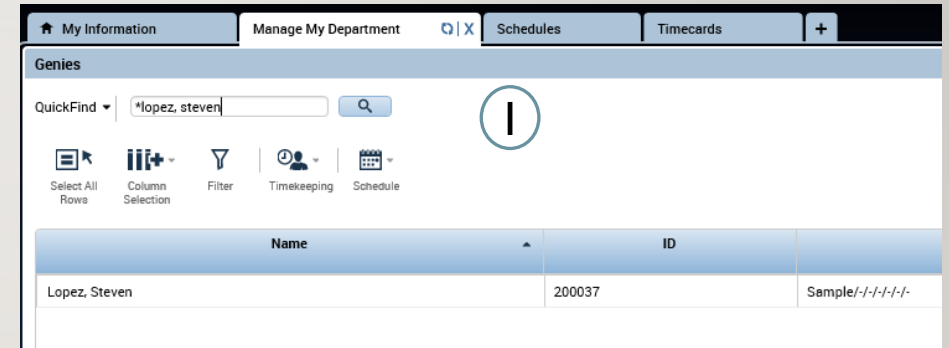 My Information Manage My Department X Schedules Timecards +
Genies
QuickFind *lopez, steven
I
Select All Rows Column Selection Filter Timekeeping Schedule
Name ID
Lopez, Steven 200037 Sample/-/-/-/-/-/-